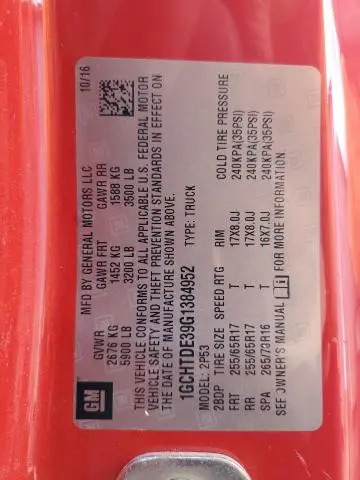 MFD BY GENERAL MOTORS LLC
10/16
GVWR GAWR FRT GAWR RR
2676 KG 1452 KG 1588 KG
5900 LB 3200 LB 3500 LB
THIS VEHICLE CONFORMS TO ALL APPLICABLE U.S. FEDERAL MOTOR
VEHICLE SAFETY AND THEFT PREVENTION STANDARDS IN EFFECT ON
THE DATE OF MANUFACTURE SHOWN ABOVE.
1GCHTDE39G1384952 TYPE: TRUCK
GM
MODEL: 2P53
2BDP TIRE SIZE SPEED RTG RIM COLD TIRE PRESSURE
FRT 255/65R17 T 17X8.0J 240KPA(35PSI)
RR 255/65R17 T 17X8.0J 240KPA(35PSI)
SPA 265/70R16 T 16X7.0J 240KPA(35PSI)
SEE OWNER'S MANUAL FOR MORE INFORMATION